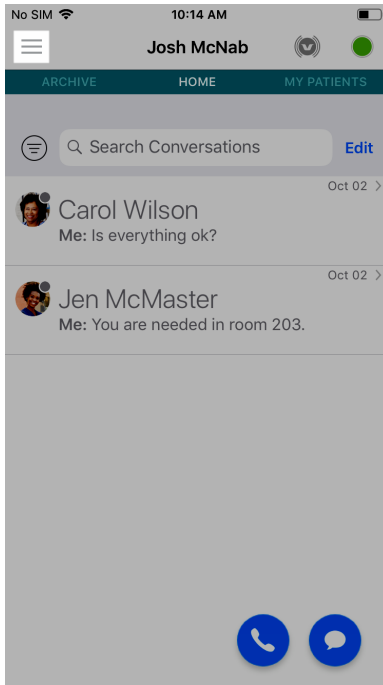 No SIM 10:14 AM
Josh McNab
ARCHIVE HOME MY PATIENTS
Search Conversations Edit
Oct 02
Carol Wilson
Me: Is everything ok?
Oct 02
Jen McMaster
Me: You are needed in room 203.